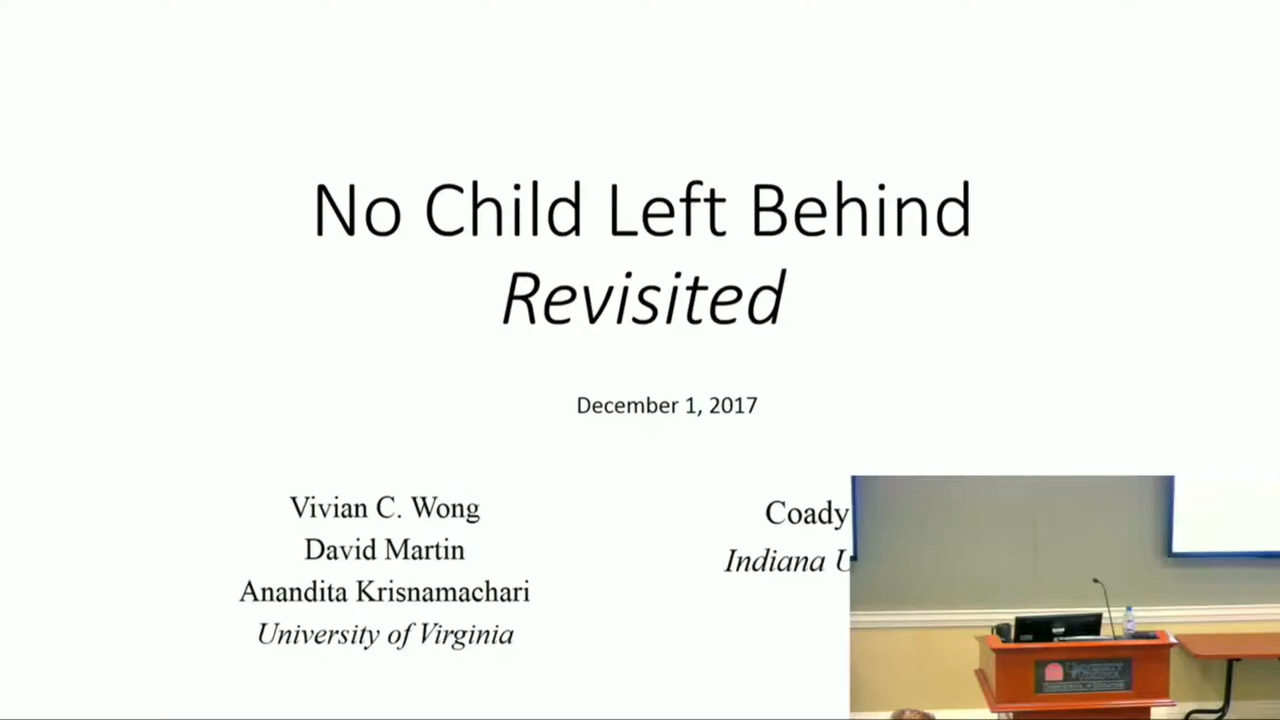 No Child Left Behind
Revisited
December 1, 2017
Vivian C. Wong
David Martin
Anandita Krisnamachari
University of Virginia
Coady
Indiana U